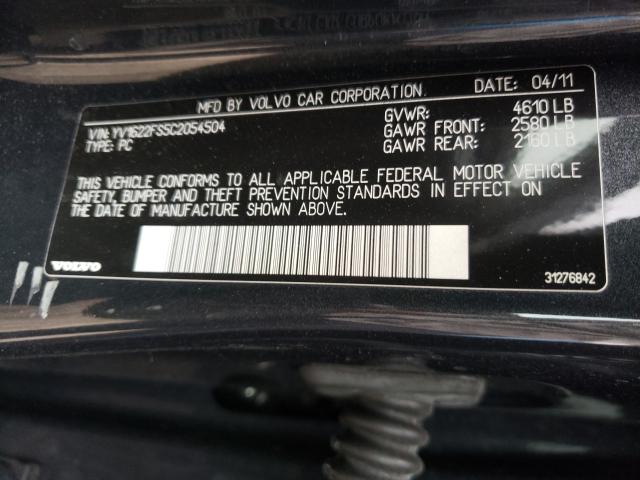 MFD BY VOLVO CAR CORPORATION. DATE: 04/11
VIN: YV1622FS5C2054504 GVWR: 4610 LB
TYPE: PC GAWR FRONT: 2580 LB
GAWR REAR: 2160 LB
THIS VEHICLE CONFORMS TO ALL APPLICABLE FEDERAL MOTOR VEHICLE
SAFETY, BUMPER AND THEFT PREVENTION STANDARDS IN EFFECT ON
THE DATE OF MANUFACTURE SHOWN ABOVE.
VOLVO 31276842